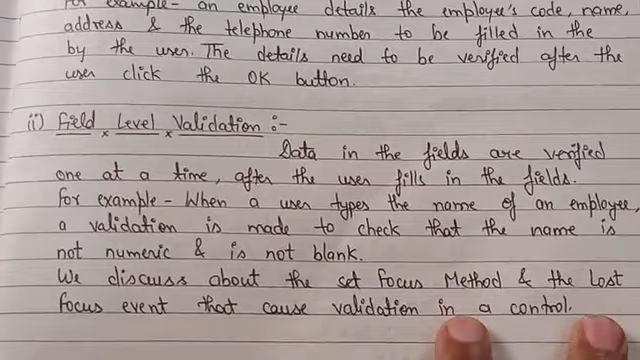 For example - an employee details the employee's code, name,
address & the telephone number to be filled in the
by the user. The details need to be verified after the
user click the OK button.
ii) Field Level Validation :-
Data in the fields are verified
one at a time, after the user fills in the fields.
For example - When a user types the name of an employee,
a validation is made to check that the name is
not numeric & is not blank.
We discuss about the set focus Method & the Lost
focus event that cause validation in a control.